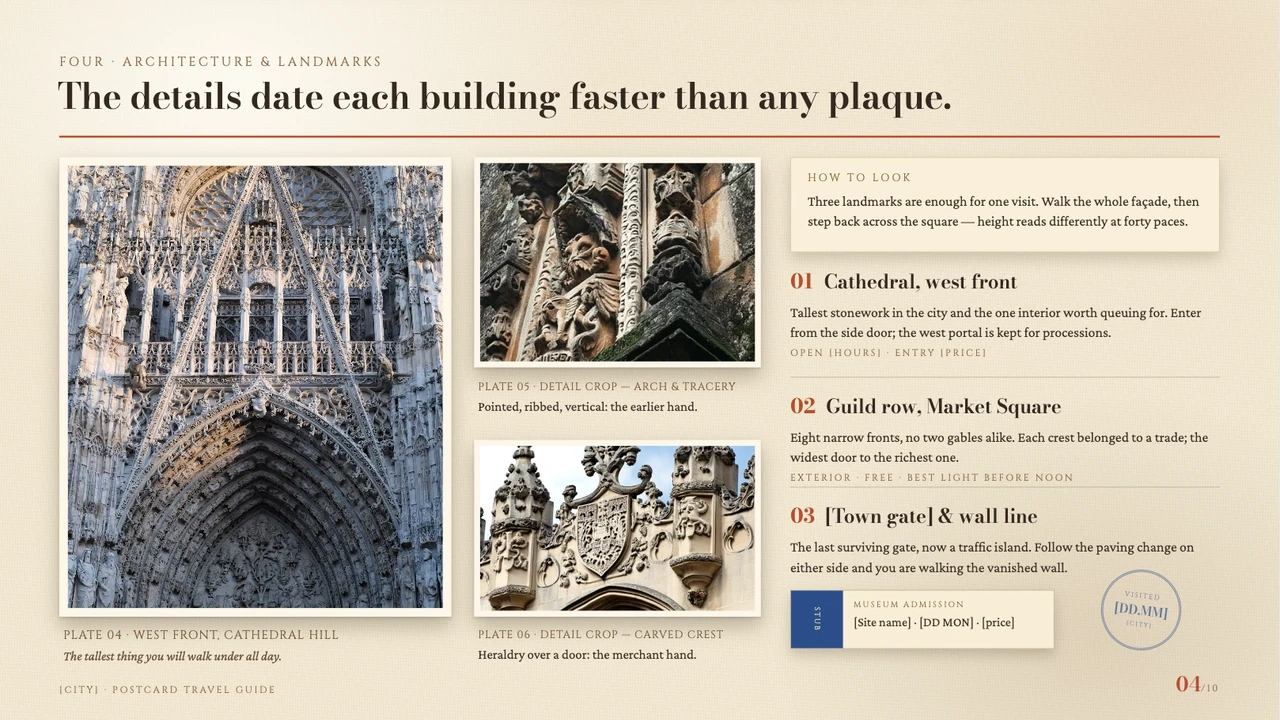 FOUR · ARCHITECTURE & LANDMARKS
The details date each building faster than any plaque.
PLATE 04 · WEST FRONT, CATHEDRAL HILL
The tallest thing you will walk under all day.
PLATE 05 · DETAIL CROP — ARCH & TRACERY
Pointed, ribbed, vertical: the earlier hand.
PLATE 06 · DETAIL CROP — CARVED CREST
Heraldry over a door: the merchant hand.
HOW TO LOOK
Three landmarks are enough for one visit. Walk the whole façade, then
step back across the square — height reads differently at forty paces.
01 Cathedral, west front
Tallest stonework in the city and the one interior worth queuing for. Enter
from the side door; the west portal is kept for processions.
OPEN [HOURS] · ENTRY [PRICE]
02 Guild row, Market Square
Eight narrow fronts, no two gables alike. Each crest belonged to a trade; the
widest door to the richest one.
EXTERIOR · FREE · BEST LIGHT BEFORE NOON
03 [Town gate] & wall line
The last surviving gate, now a traffic island. Follow the paving change on
either side and you are walking the vanished wall.
STUB
MUSEUM ADMISSION
[Site name] · [DD MON] · [price]
VISITED
[DD.MM]
[CITY]
[CITY] · POSTCARD TRAVEL GUIDE
04/10